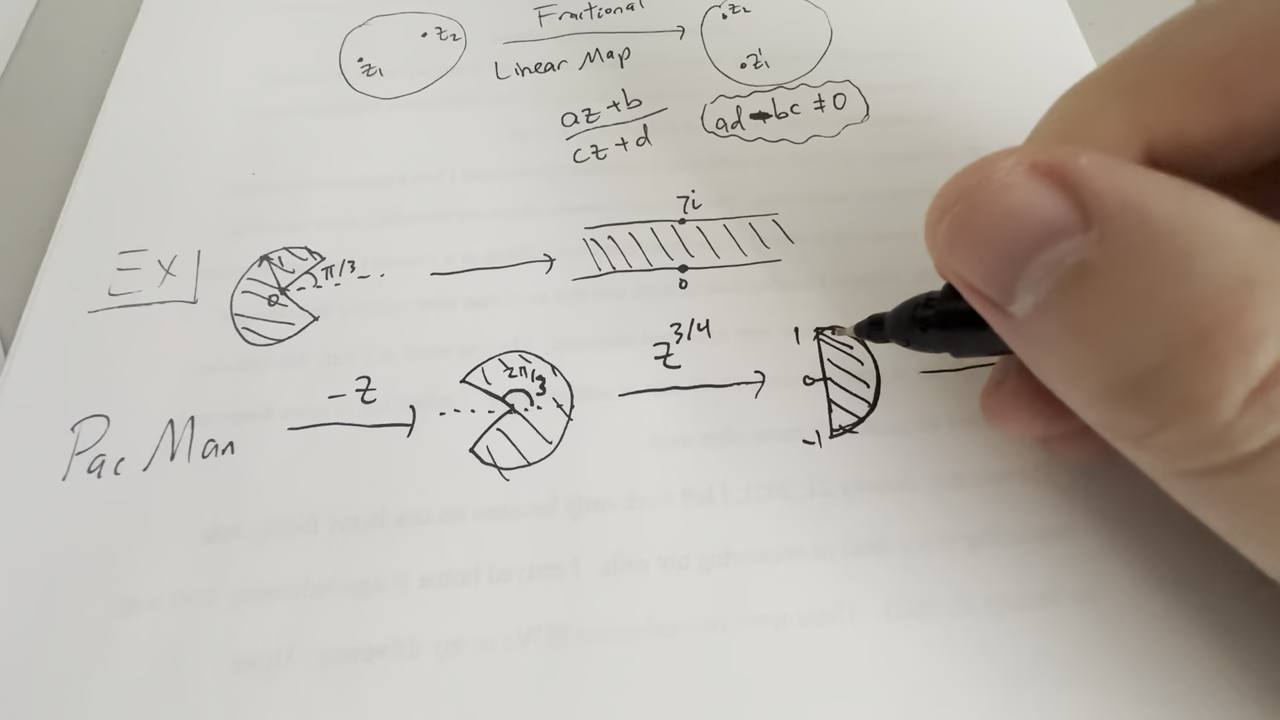 Fractional
z₁ z₂
z₂
Linear Map
z₁'
az+b
cz+d
ad-bc≠0
7i
Ex
1
π/3
0
0
z^{3/4}
1
-z
2π/3
0
Pac Man
-1